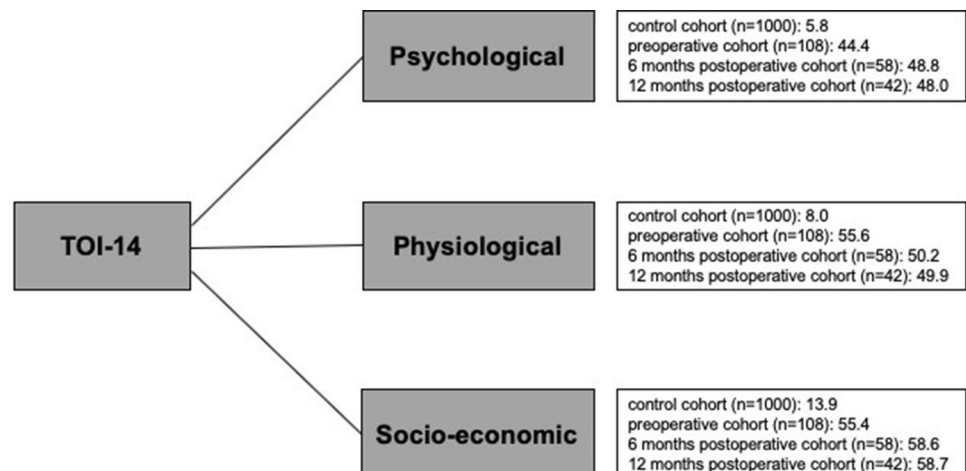 Psychological
control cohort (n=1000): 5.8
preoperative cohort (n=108): 44.4
6 months postoperative cohort (n=58): 48.8
12 months postoperative cohort (n=42): 48.0
TOI-14
Physiological
control cohort (n=1000): 8.0
preoperative cohort (n=108): 55.6
6 months postoperative cohort (n=58): 50.2
12 months postoperative cohort (n=42): 49.9
Socio-economic
control cohort (n=1000): 13.9
preoperative cohort (n=108): 55.4
6 months postoperative cohort (n=58): 58.6
12 months postoperative cohort (n=42): 58.7